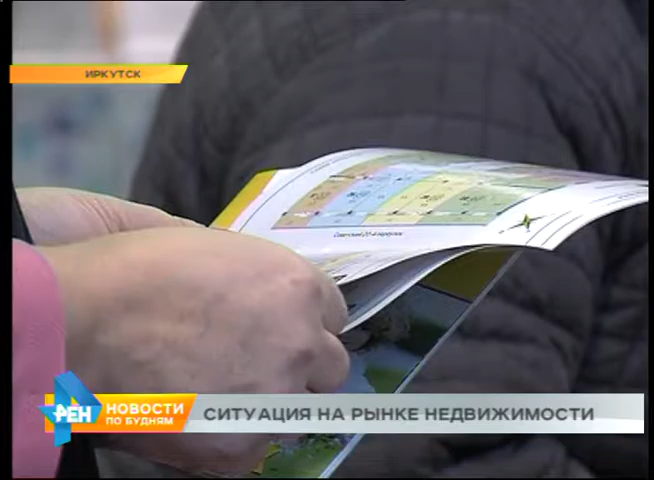 ИРКУТСК
РЕН
НОВОСТИ
ПО БУДНЯМ
СИТУАЦИЯ НА РЫНКЕ НЕДВИЖИМОСТИ